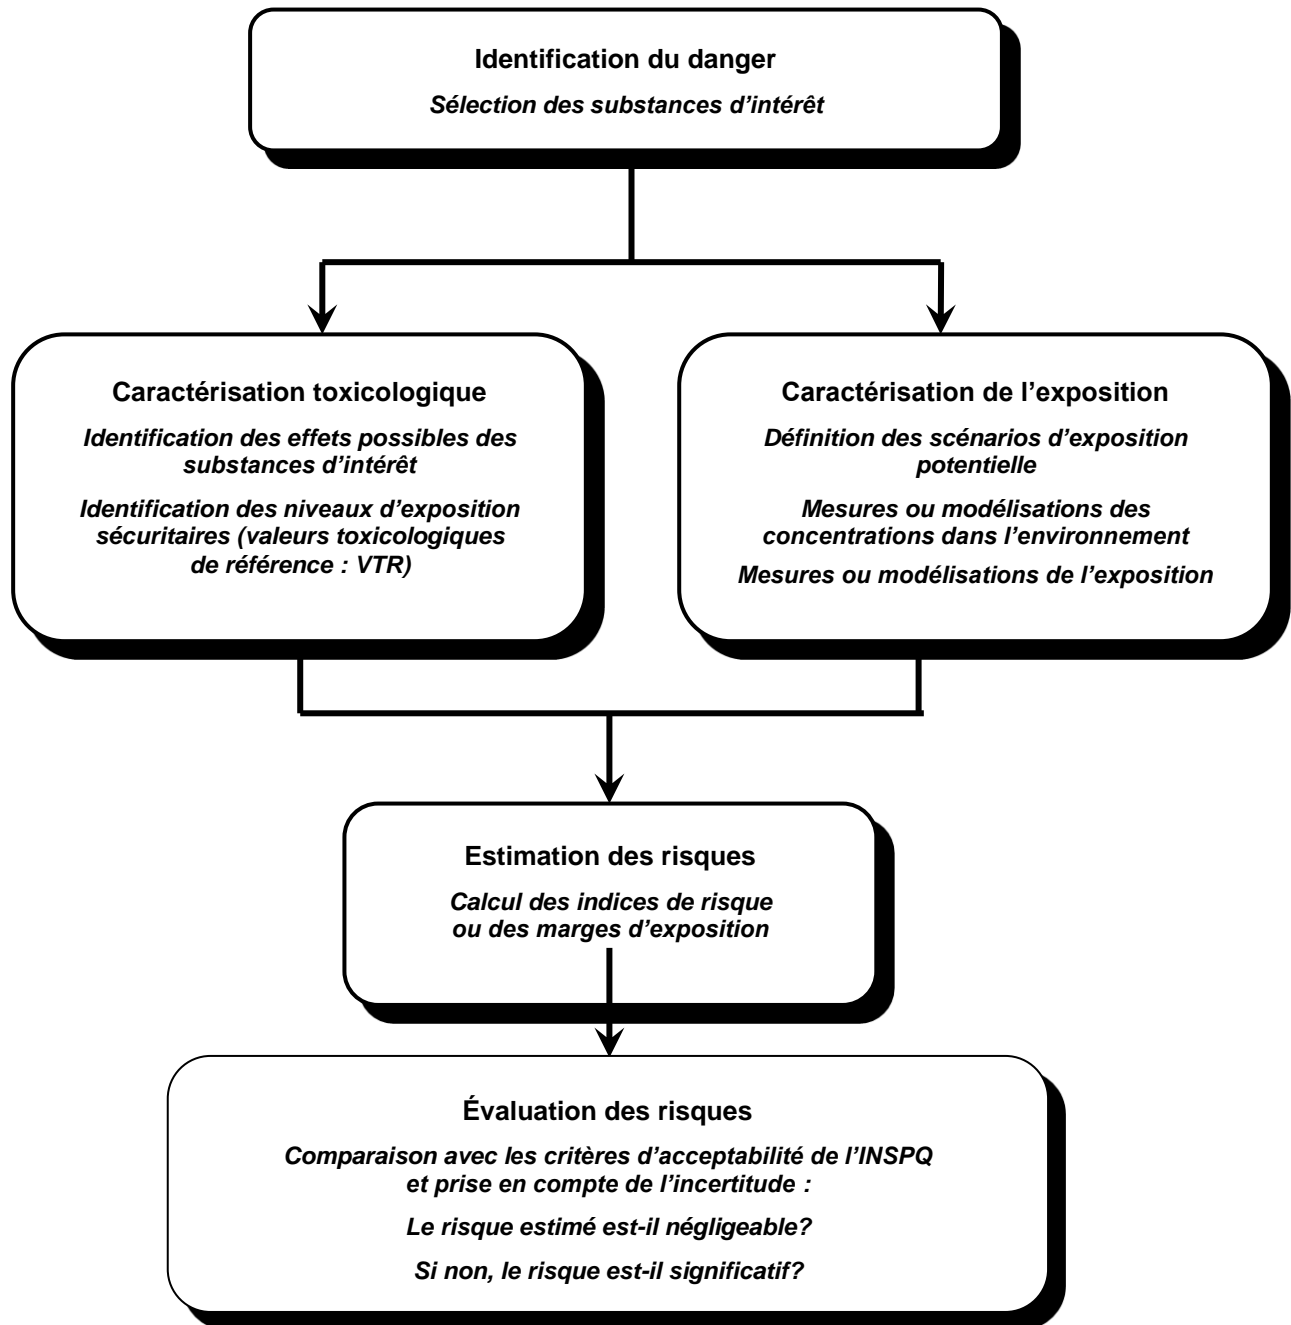 Identification du danger
Sélection des substances d’intérêt
Caractérisation toxicologique
Identification des effets possibles des
substances d’intérêt
Identification des niveaux d’exposition
sécuritaires (valeurs toxicologiques
de référence : VTR)
Caractérisation de l’exposition
Définition des scénarios d’exposition
potentielle
Mesures ou modélisations des
concentrations dans l’environnement
Mesures ou modélisations de l’exposition
Estimation des risques
Calcul des indices de risque
ou des marges d’exposition
Évaluation des risques
Comparaison avec les critères d’acceptabilité de l’INSPQ
et prise en compte de l’incertitude :
Le risque estimé est-il négligeable?
Si non, le risque est-il significatif?